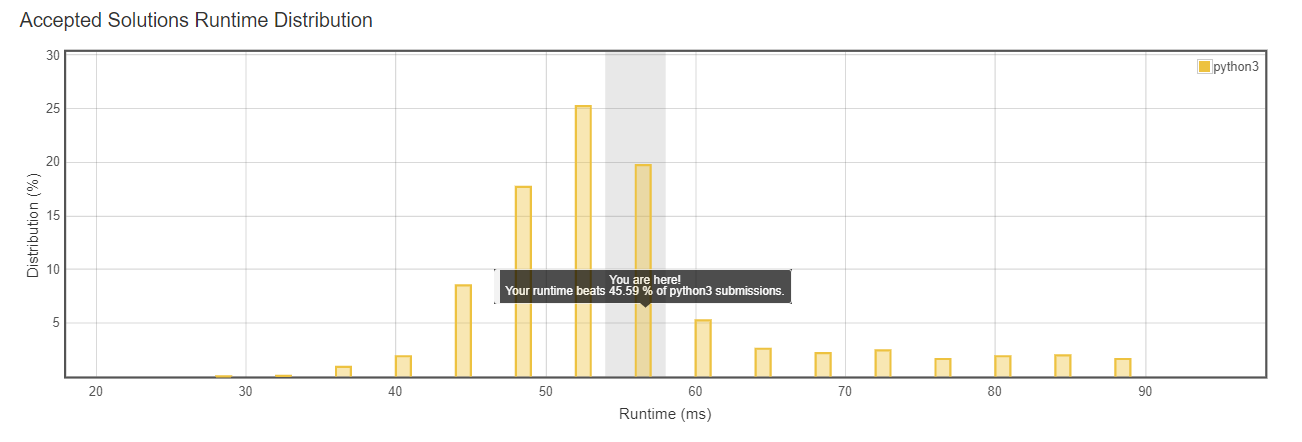 Accepted Solutions Runtime Distribution
30
python3
25
20
15
10
5
Distribution (%)
You are here!
Your runtime beats 45.59 % of python3 submissions.
20 30 40 50 60 70 80 90
Runtime (ms)